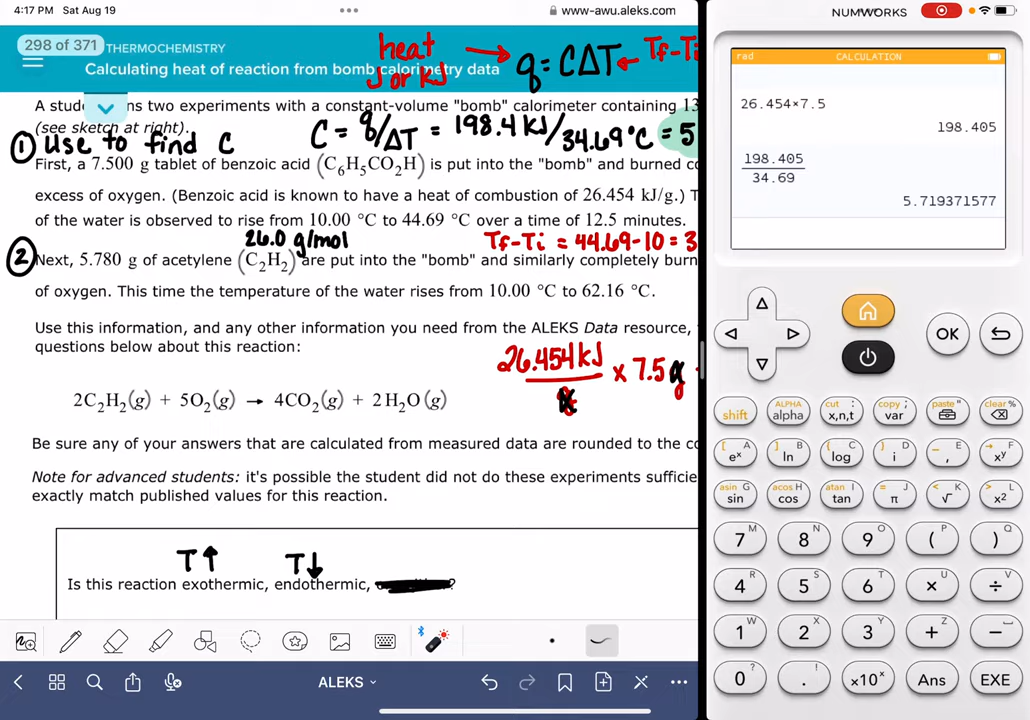 4:17 PM Sat Aug 19
www-awu.aleks.com
298 of 371
THERMOCHEMISTRY
Calculating heat of reaction from bomb calorimetry data
heat
J or kJ
q = CΔT
Tf-Ti
A stude ns two experiments with a constant-volume "bomb" calorimeter containing 13
(see sketch at right).
C = q/ΔT = 198.4 kJ/34.69°C = 5
① Use to find C
First, a 7.500 g tablet of benzoic acid (C₆H₅CO₂H) is put into the "bomb" and burned co
excess of oxygen. (Benzoic acid is known to have a heat of combustion of 26.454 kJ/g.) T
of the water is observed to rise from 10.00 °C to 44.69 °C over a time of 12.5 minutes.
26.0 g/mol
Tf-Ti = 44.69-10 = 3
② Next, 5.780 g of acetylene (C₂H₂) are put into the "bomb" and similarly completely burn
of oxygen. This time the temperature of the water rises from 10.00 °C to 62.16 °C.
Use this information, and any other information you need from the ALEKS Data resource,
questions below about this reaction:
26.454 kJ
g
x 7.5g
2C₂H₂(g) + 5O₂(g) → 4CO₂(g) + 2H₂O(g)
Be sure any of your answers that are calculated from measured data are rounded to the co
Note for advanced students: it's possible the student did not do these experiments sufficie
exactly match published values for this reaction.
T↑ T↓
Is this reaction exothermic, endothermic, ?
ALEKS
NUMWORKS
rad CALCULATION
26.454×7.5
198.405
198.405
34.69
5.719371577
OK
shift
ALPHA
alpha
cut :
x,n,t
copy ;
var
paste "
clear %
[ A
eˣ
] B
ln
{ C
log
} D
i
_ E
,
→ F
xʸ
asin G
sin
acos H
cos
atan I
tan
= J
π
< K
√
> L
x²
7 M
8 N
9 O
( P
) Q
4 R
5 S
6 T
× U
÷ V
1 W
2 X
3 Y
+ Z
−
0 ?
. !
×10ˣ
Ans
EXE